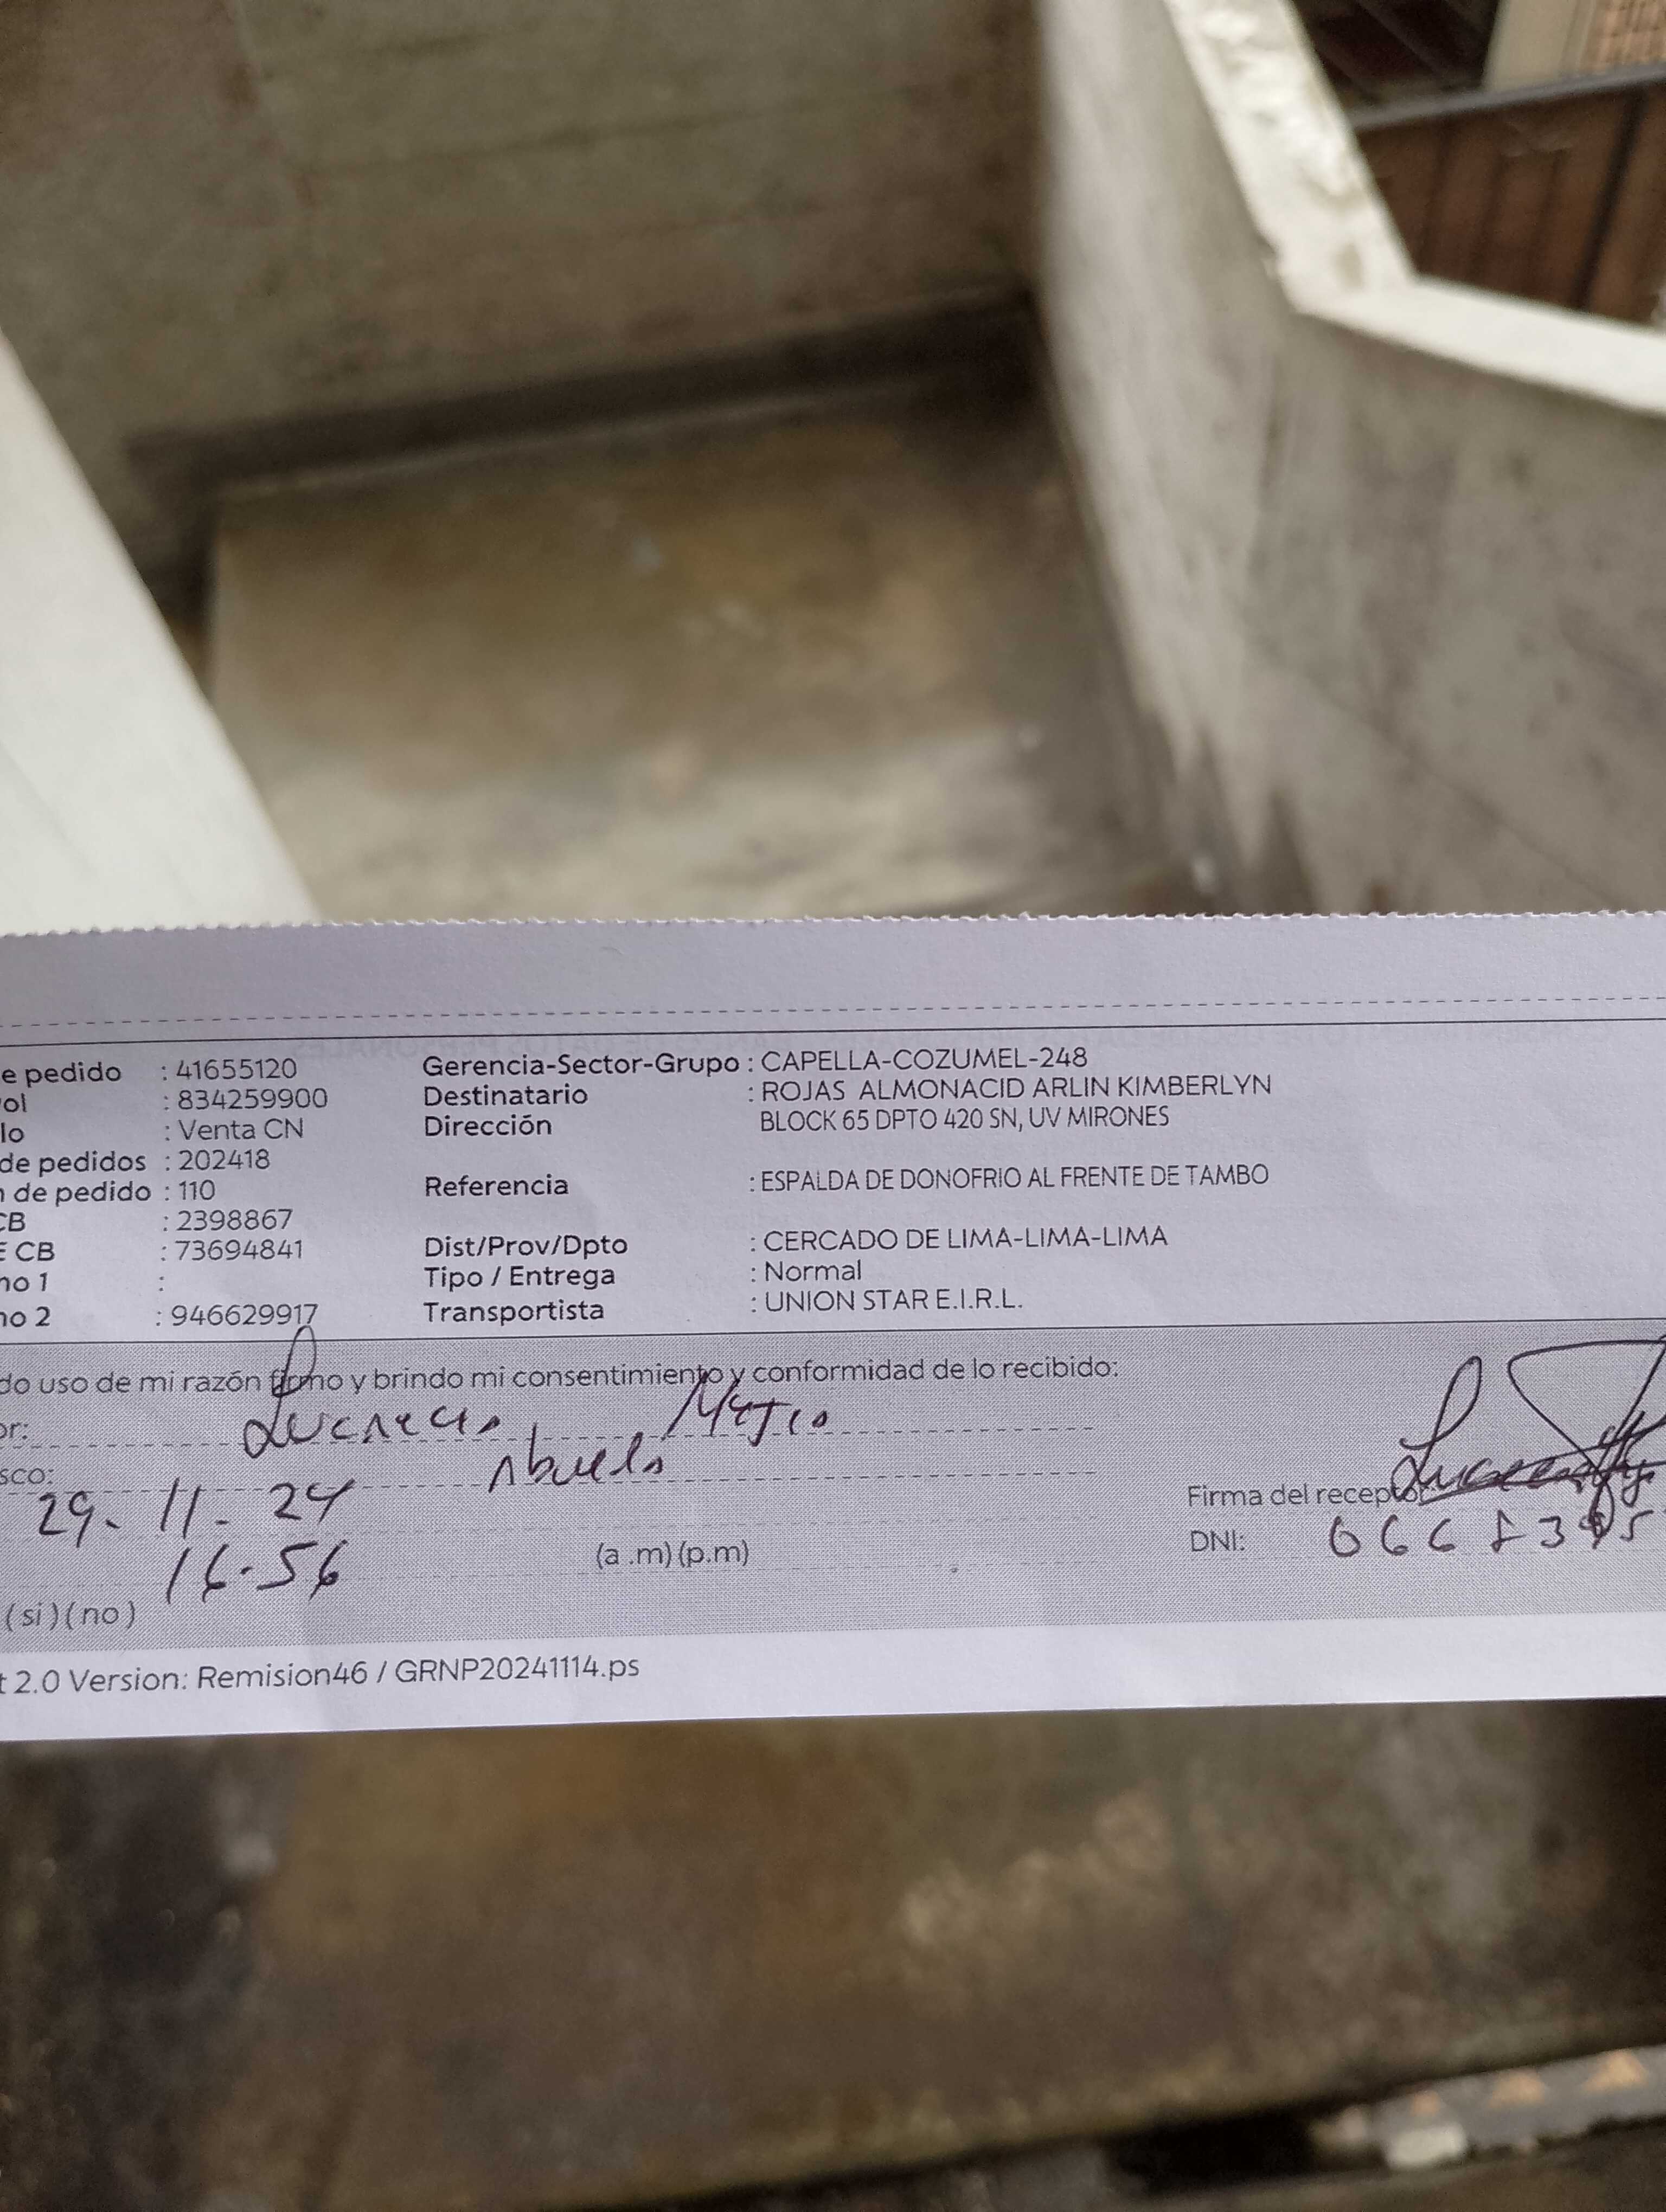 e pedido : 41655120 Gerencia-Sector-Grupo : CAPELLA-COZUMEL-248
ol : 834259900 Destinatario : ROJAS ALMONACID ARLIN KIMBERLYN
lo : Venta CN Dirección BLOCK 65 DPTO 420 SN, UV MIRONES
de pedidos : 202418
de pedido : 110 Referencia : ESPALDA DE DONOFRIO AL FRENTE DE TAMBO
CB : 2398867
E CB : 73694841 Dist/Prov/Dpto : CERCADO DE LIMA-LIMA-LIMA
no 1 : Tipo / Entrega : Normal
no 2 : 946629917 Transportista : UNION STAR E.I.R.L.
do uso de mi razón firmo y brindo mi consentimiento y conformidad de lo recibido:
or:
sco: Abuela
29. 11. 24 Firma del receptor
16.56 (a .m) (p.m) DNI:
(si) (no)
t 2.0 Version: Remision46 / GRNP20241114.ps